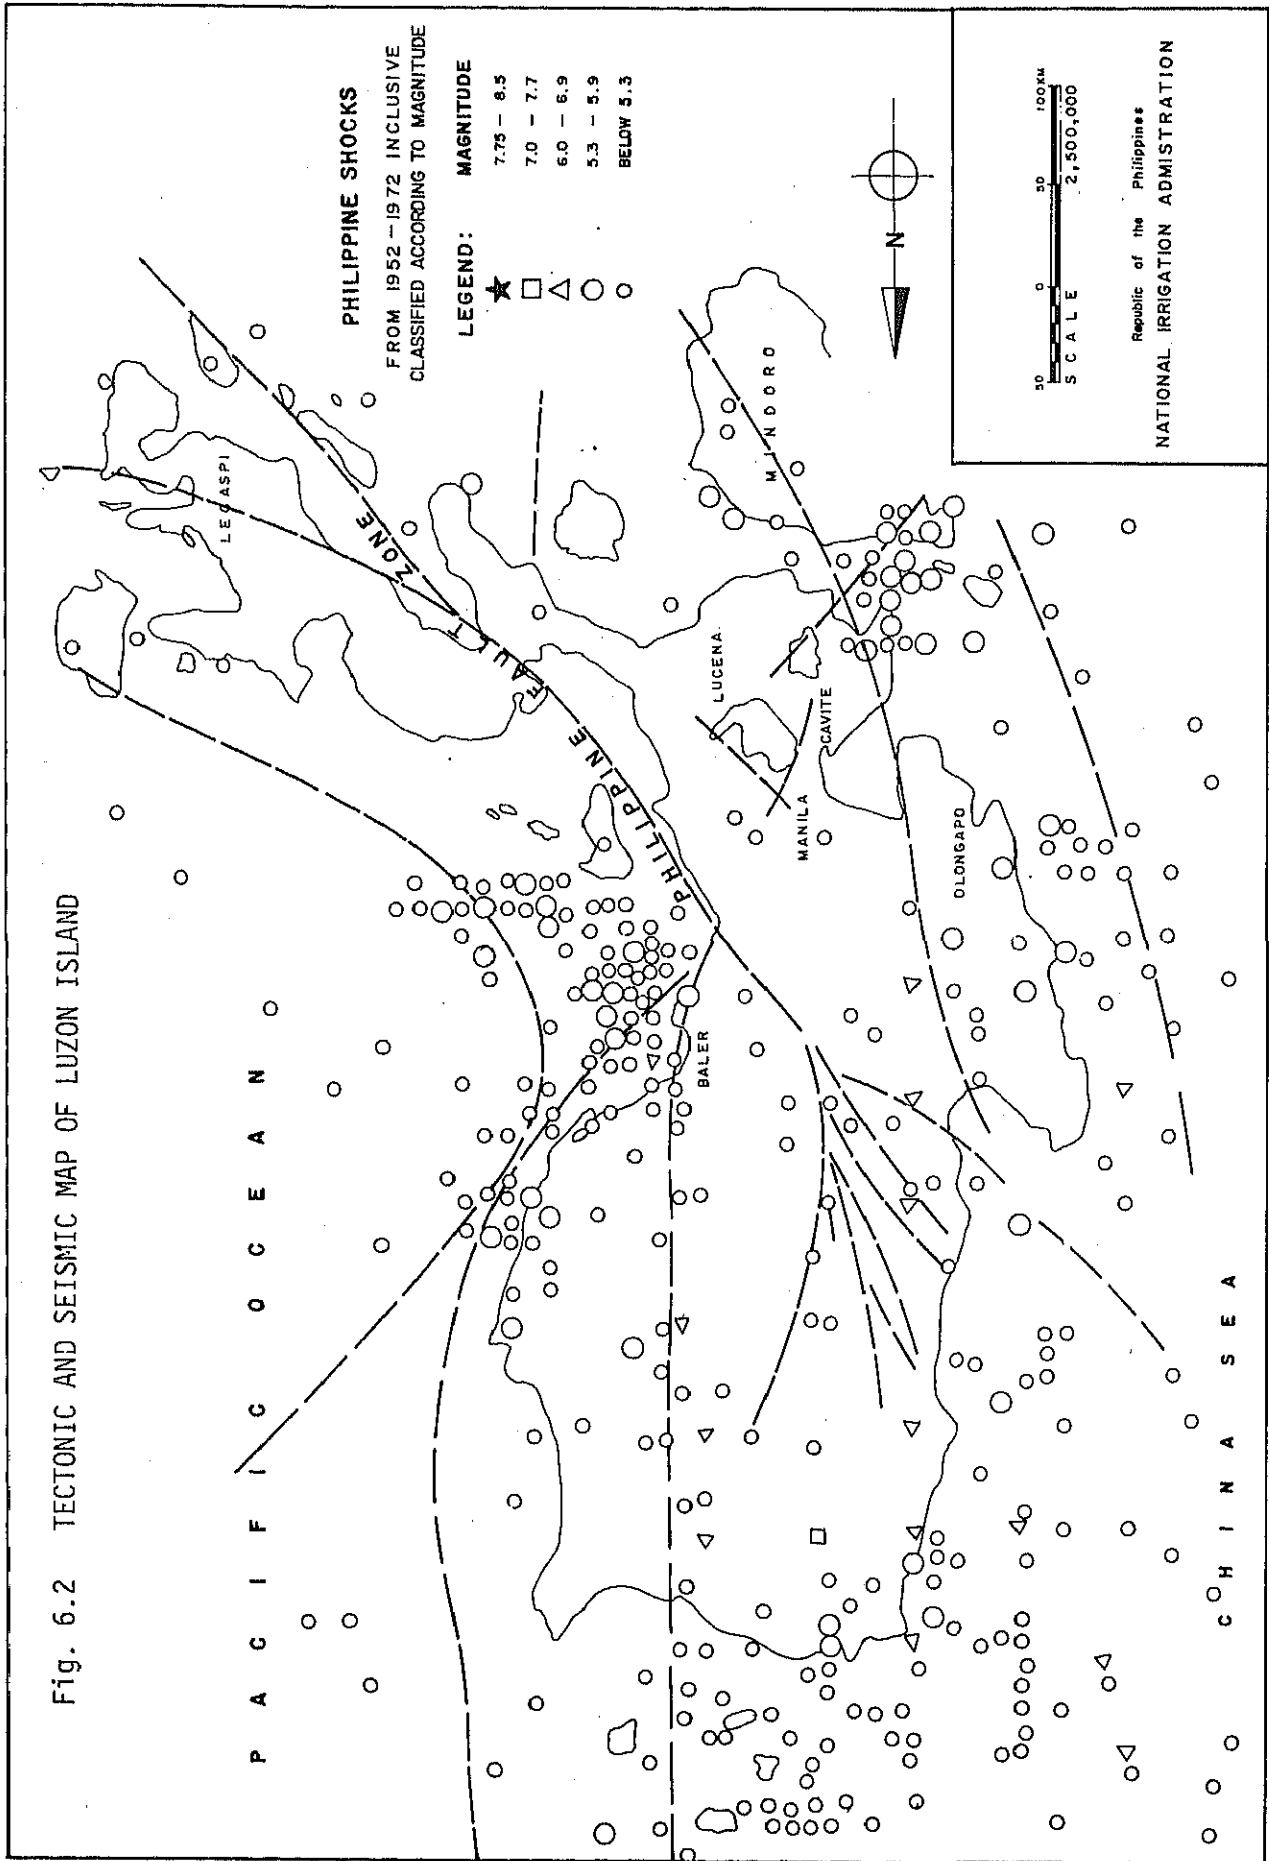 Fig. 6.2 TECTONIC AND SEISMIC MAP OF LUZON ISLAND
PACIFIC OCEAN
PHILIPPINE SHOCKS
FROM 1952 – 1972 INCLUSIVE
CLASSIFIED ACCORDING TO MAGNITUDE
LEGEND: MAGNITUDE
7.75 – 8.5
7.0 – 7.7
6.0 – 6.9
5.3 – 5.9
BELOW 5.3
LEGASPI
PHILIPPINE FAULT ZONE
BALER
LUCENA
MANILA
CAVITE
MINDORO
OLONGAPO
CHINA SEA
N
50 0 50 100KM
SCALE 2,500,000
Republic of the Philippines
NATIONAL IRRIGATION ADMISTRATION